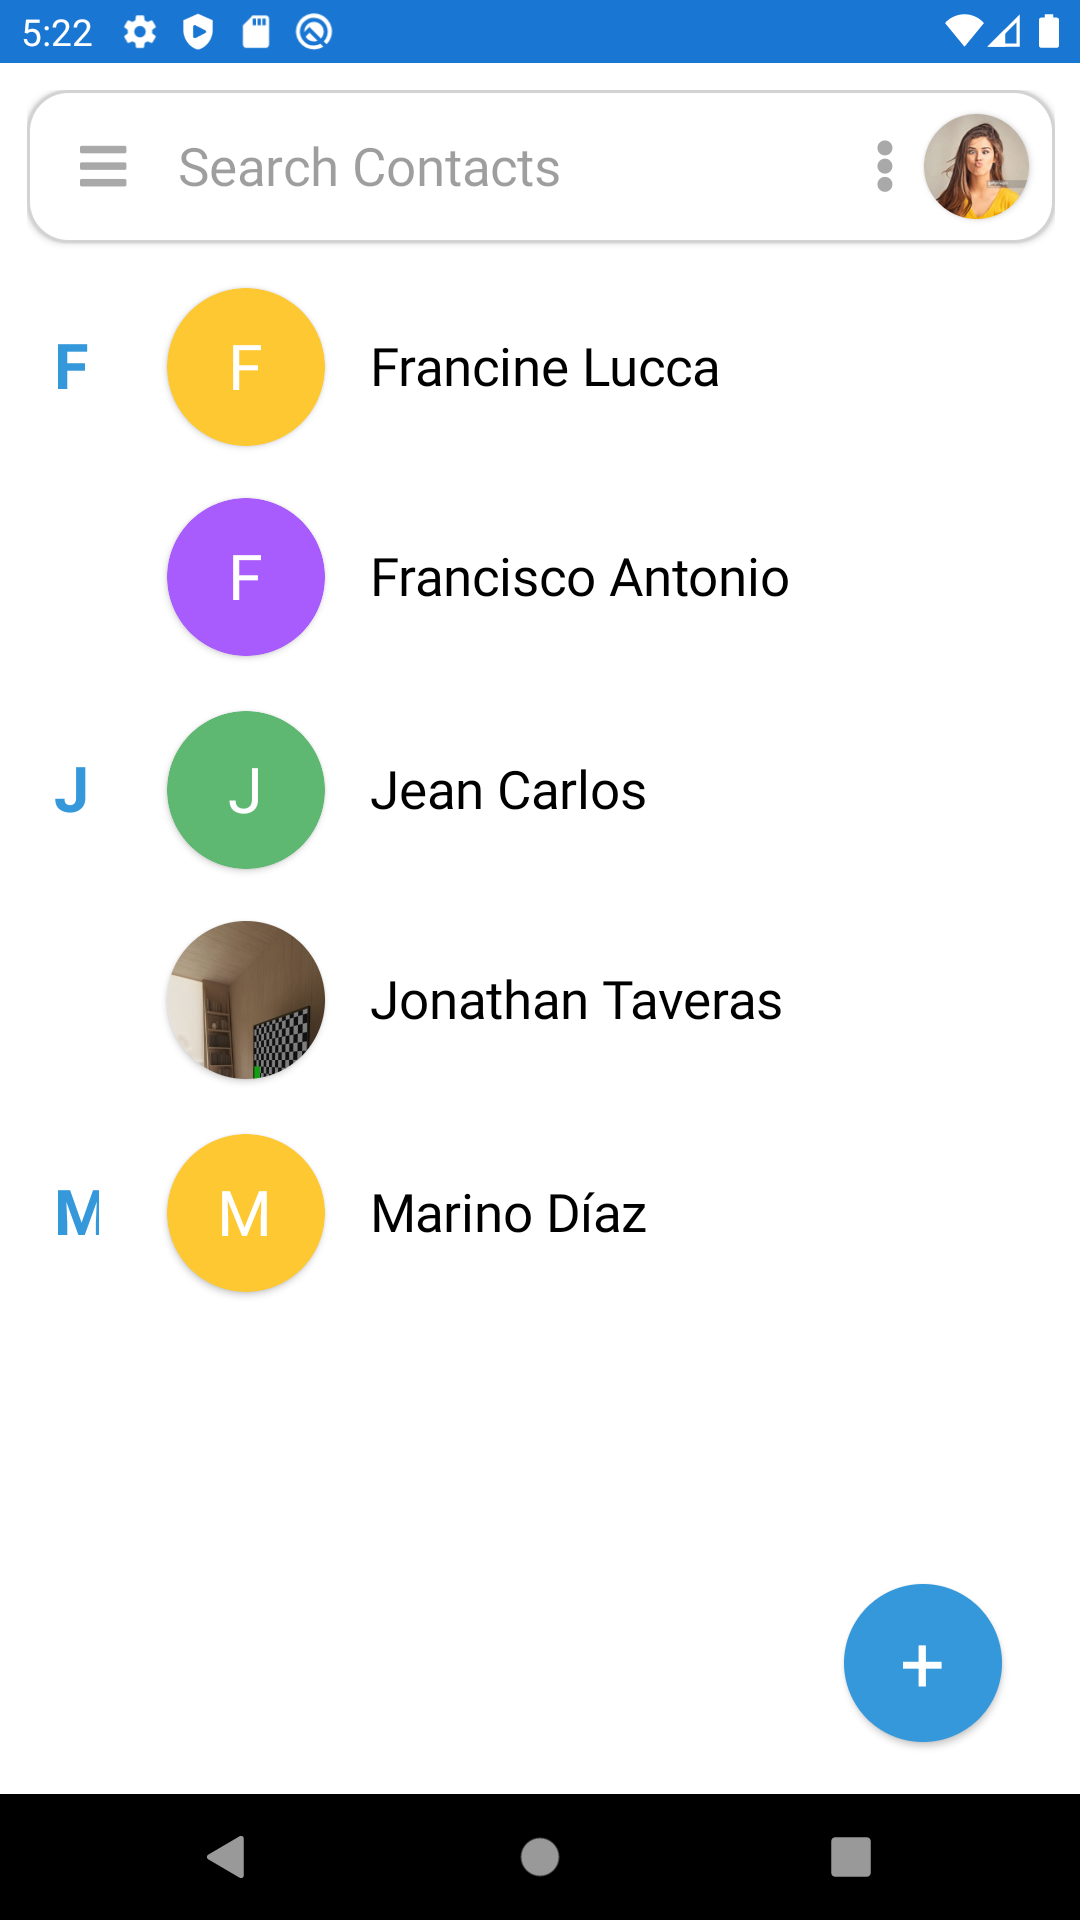 5:22
Search Contacts
F
F
Francine Lucca
F
Francisco Antonio
J
J
Jean Carlos
Jonathan Taveras
M
M
Marino Díaz
+